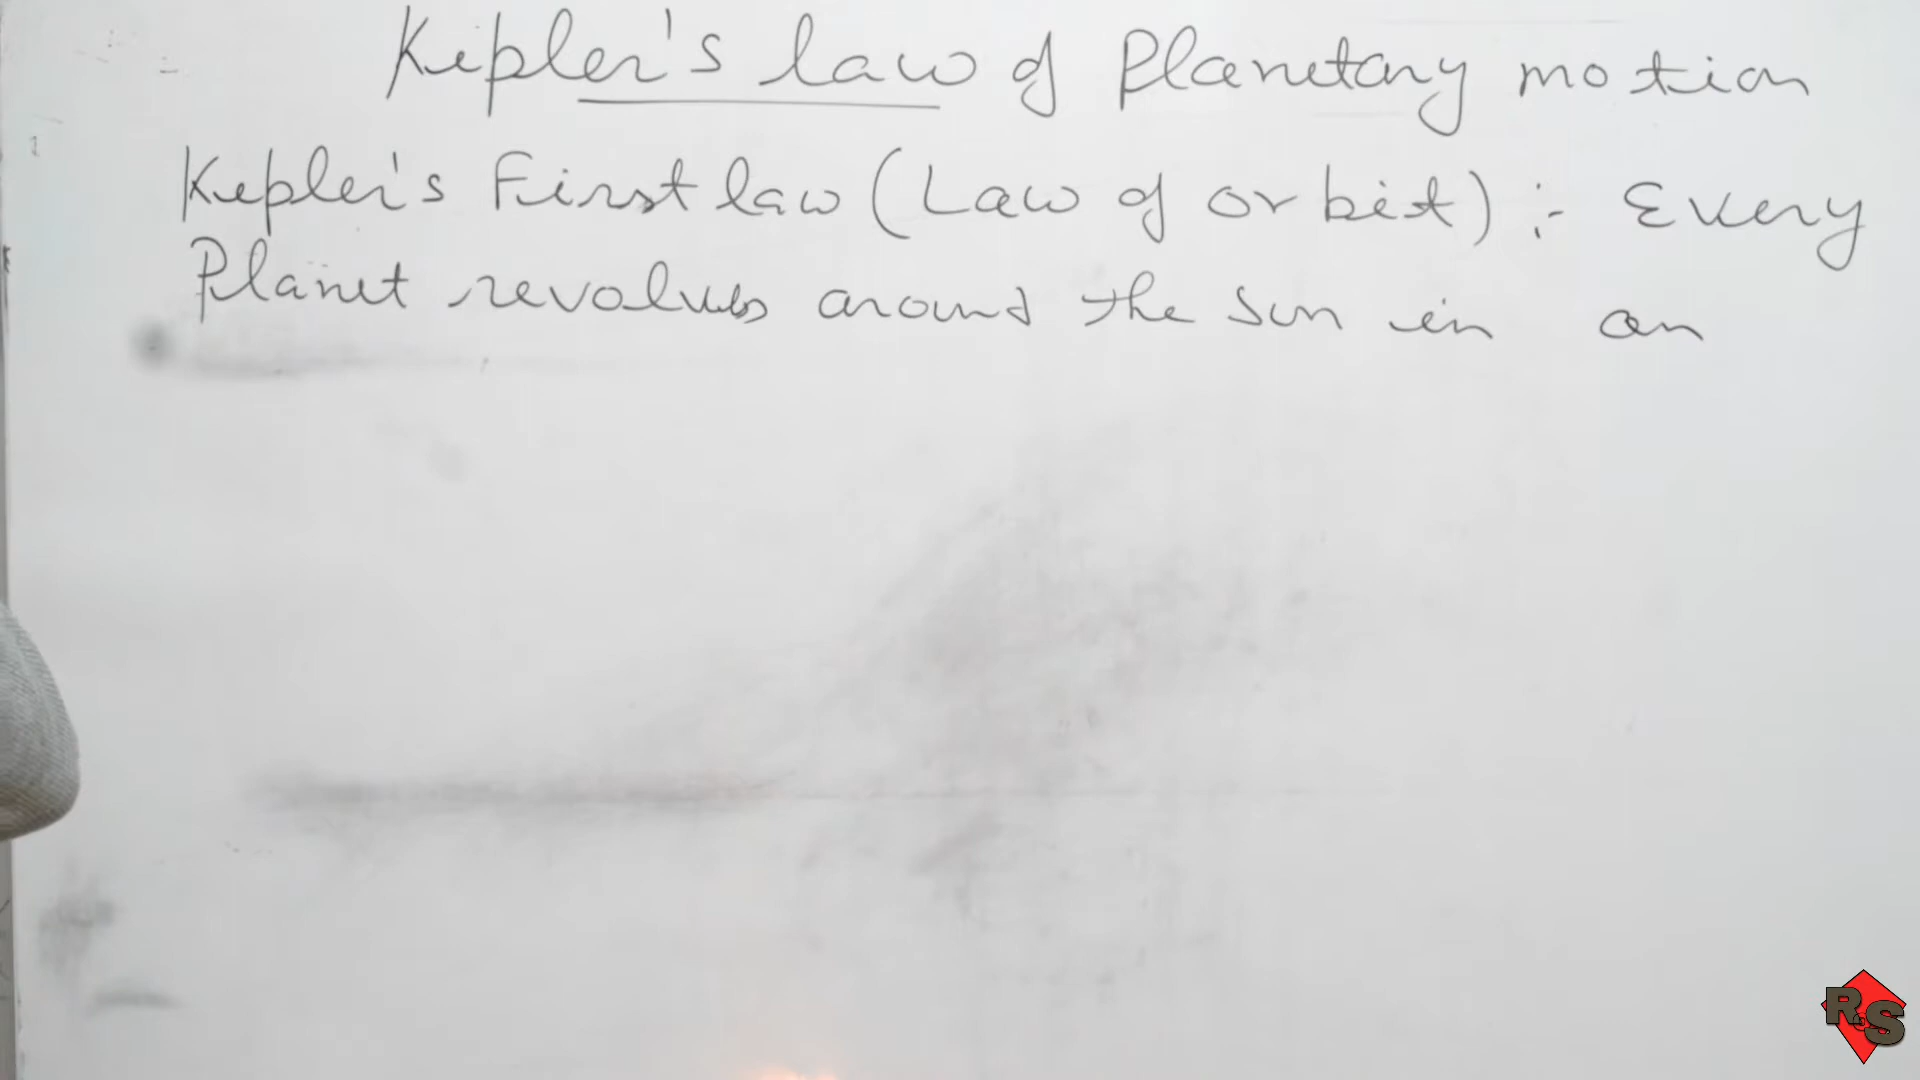 Kepler's law of Planetary motion
Kepler's First law (Law of orbit) :- Every
Planet revolves around the Sun in an
R&S